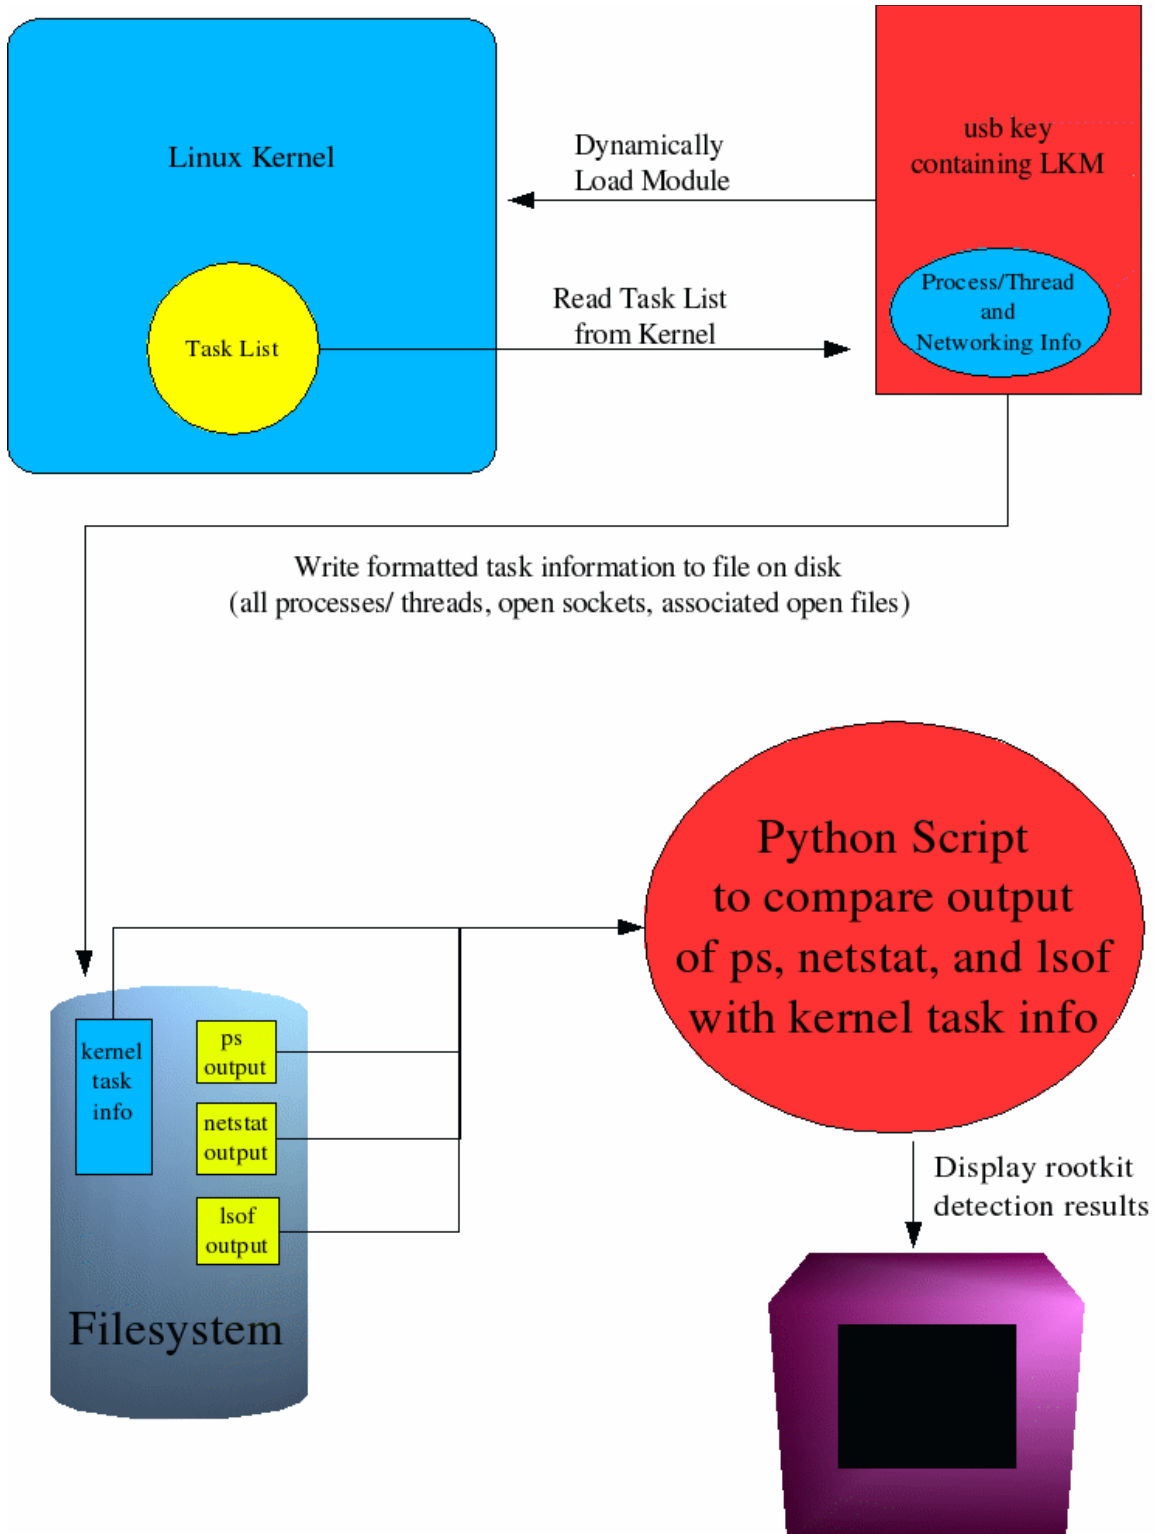 Linux Kernel
Task List
Dynamically
Load Module
Read Task List
from Kernel
usb key
containing LKM
Process/Thread
and
Networking Info
Write formatted task information to file on disk
(all processes/ threads, open sockets, associated open files)
Python Script
to compare output
of ps, netstat, and lsof
with kernel task info
kernel
task
info
ps
output
netstat
output
lsof
output
Filesystem
Display rootkit
detection results